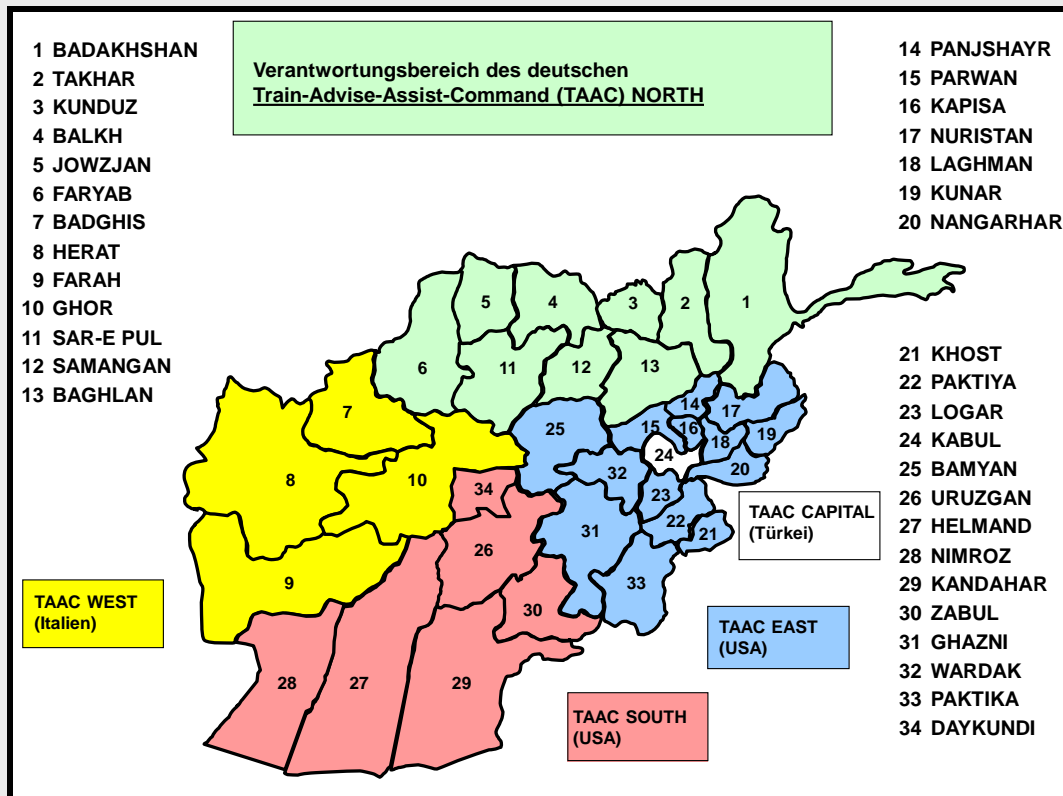 1 BADAKHSHAN
2 TAKHAR
3 KUNDUZ
4 BALKH
5 JOWZJAN
6 FARYAB
7 BADGHIS
8 HERAT
9 FARAH
10 GHOR
11 SAR-E PUL
12 SAMANGAN
13 BAGHLAN
Verantwortungsbereich des deutschen
Train-Advise-Assist-Command (TAAC) NORTH
14 PANJSHAYR
15 PARWAN
16 KAPISA
17 NURISTAN
18 LAGHMAN
19 KUNAR
20 NANGARHAR
21 KHOST
22 PAKTIYA
23 LOGAR
24 KABUL
25 BAMYAN
26 URUZGAN
27 HELMAND
28 NIMROZ
29 KANDAHAR
30 ZABUL
31 GHAZNI
32 WARDAK
33 PAKTIKA
34 DAYKUNDI
5
4
3
2
1
6
11
12
13
7
25
15
14
16
17
18
19
24
20
8
10
34
32
23
22
21
31
26
33
9
30
28
27
29
TAAC CAPITAL
(Türkei)
TAAC WEST
(Italien)
TAAC EAST
(USA)
TAAC SOUTH
(USA)